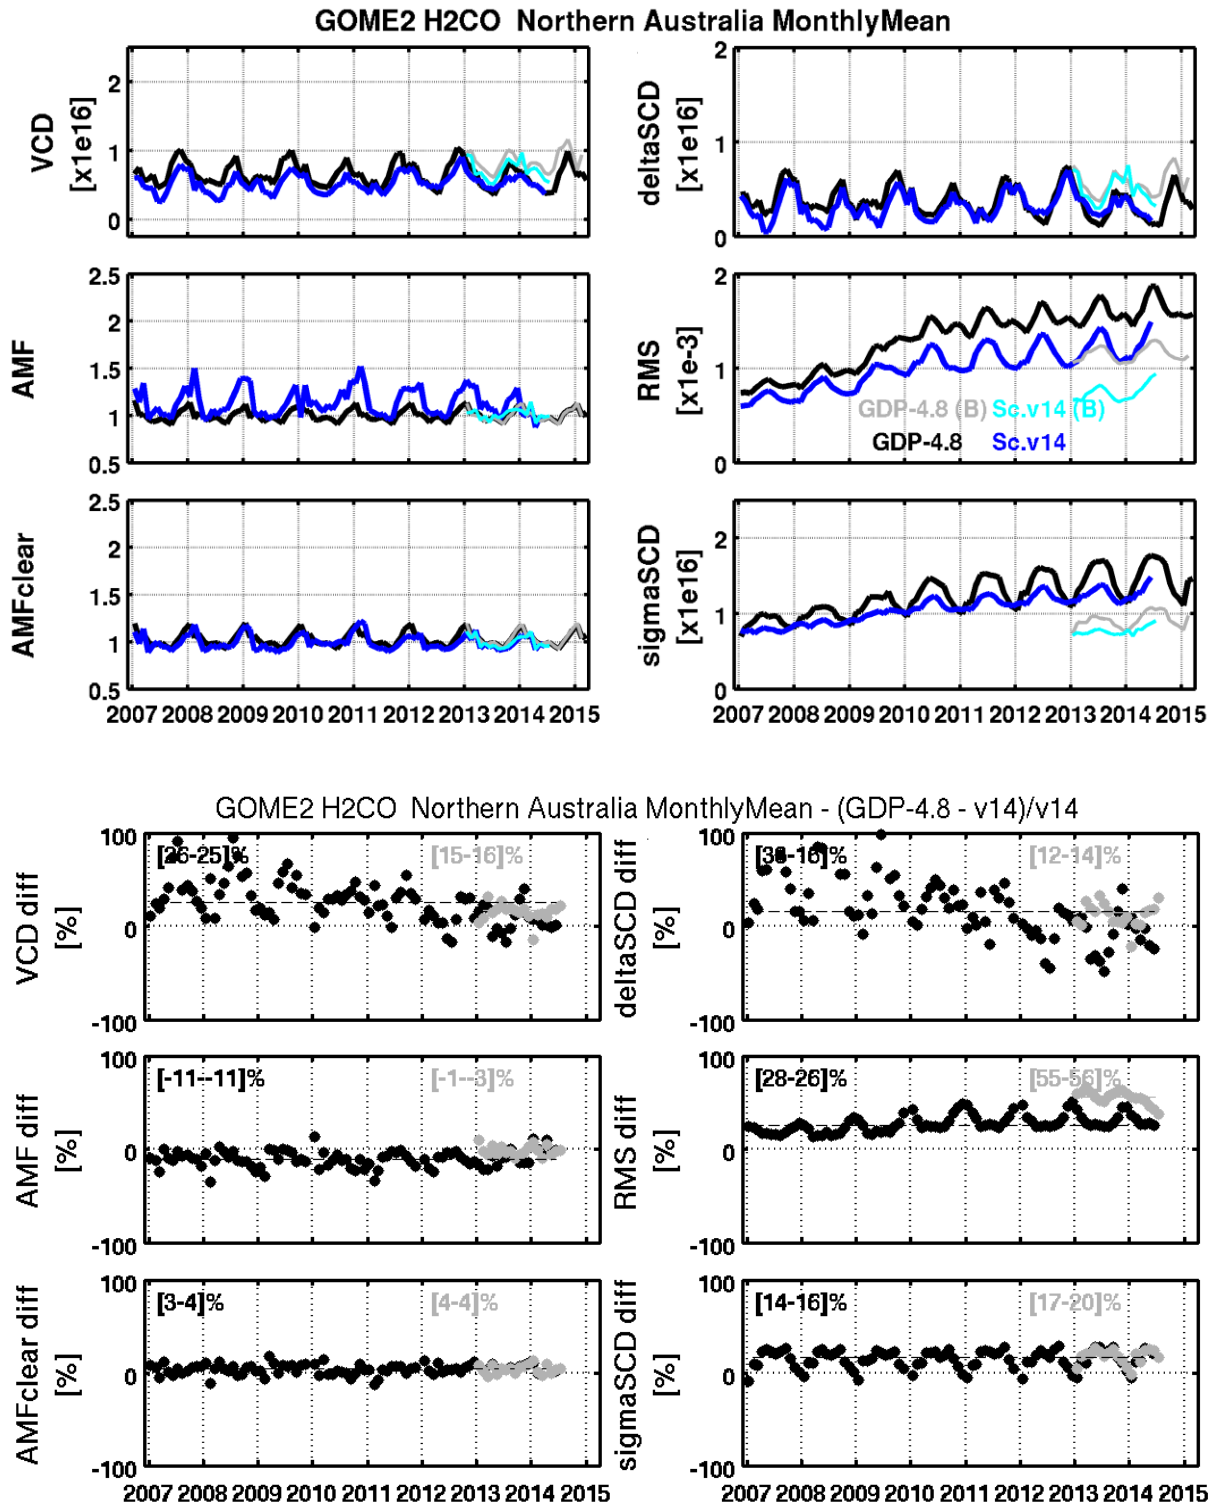 GOME2 H2CO  Northern Australia MonthlyMean
VCD
[x1e16]
2
1
0
deltaSCD
[x1e16]
2
1
0
AMF
2.5
2
1.5
1
0.5
RMS
[x1e-3]
2
1
0
GDP-4.8 (B) Sc.v14 (B)
GDP-4.8 Sc.v14
AMFclear
2.5
2
1.5
1
0.5
2007 2008 2009 2010 2011 2012 2013 2014 2015
sigmaSCD
[x1e16]
2
1
0
2007 2008 2009 2010 2011 2012 2013 2014 2015
GOME2 H2CO  Northern Australia MonthlyMean - (GDP-4.8 - v14)/v14
VCD diff
[%]
100
0
-100
[26-25]%
[15-16]%
deltaSCD diff
[%]
100
0
-100
[12-14]%
AMF diff
[%]
100
0
-100
[-11--11]%
[-1--3]%
RMS diff
[%]
100
0
-100
[28-26]%
[55-56]%
AMFclear diff
[%]
100
0
-100
[3-4]%
[4-4]%
2007 2008 2009 2010 2011 2012 2013 2014 2015
sigmaSCD diff
[%]
100
0
-100
[14-16]%
[17-20]%
2007 2008 2009 2010 2011 2012 2013 2014 2015